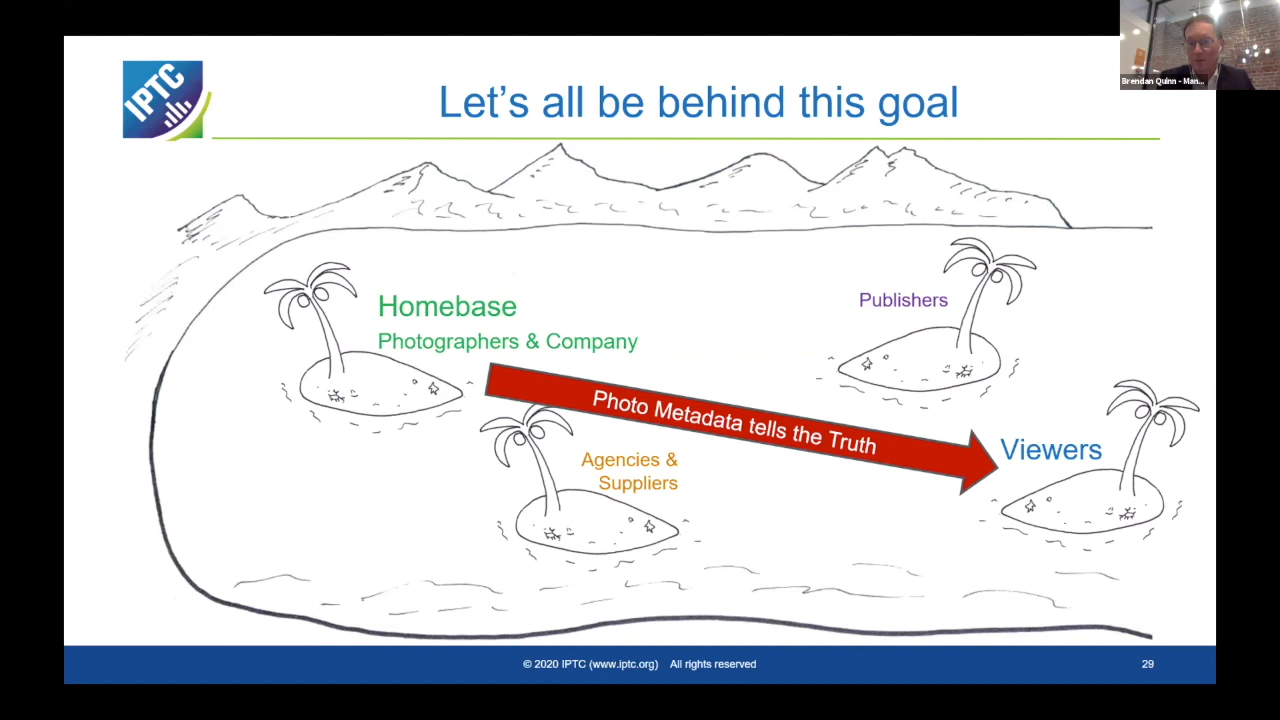 Brendan Quinn - Man...
IPTC
Let's all be behind this goal
Homebase
Photographers & Company
Publishers
Photo Metadata tells the Truth
Viewers
Agencies &
Suppliers
© 2020 IPTC (www.iptc.org) All rights reserved
29